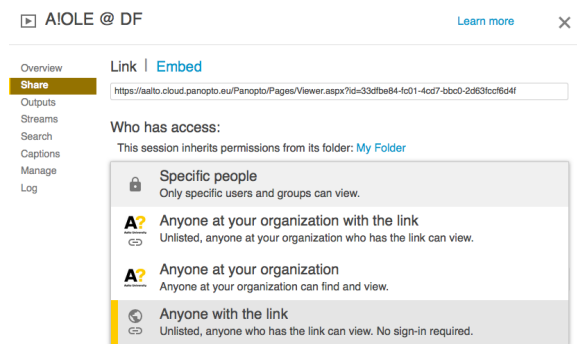 A!OLE @ DF
Learn more
Overview
Share
Outputs
Streams
Search
Captions
Manage
Log
Link | Embed
https://aalto.cloud.panopto.eu/Panopto/Pages/Viewer.aspx?id=33dfbe84-fc01-4cd7-bbc0-2d63fccf6d4f
Who has access:
This session inherits permissions from its folder: My Folder
Specific people
Only specific users and groups can view.
A?
Aalto University
Anyone at your organization with the link
Unlisted, anyone at your organization who has the link can view.
A?
Aalto University
Anyone at your organization
Anyone at your organization can find and view.
Anyone with the link
Unlisted, anyone who has the link can view. No sign-in required.